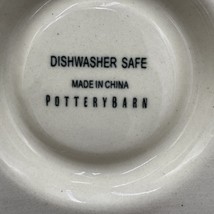 DISHWASHER SAFE
MADE IN CHINA
POTTERYBARN